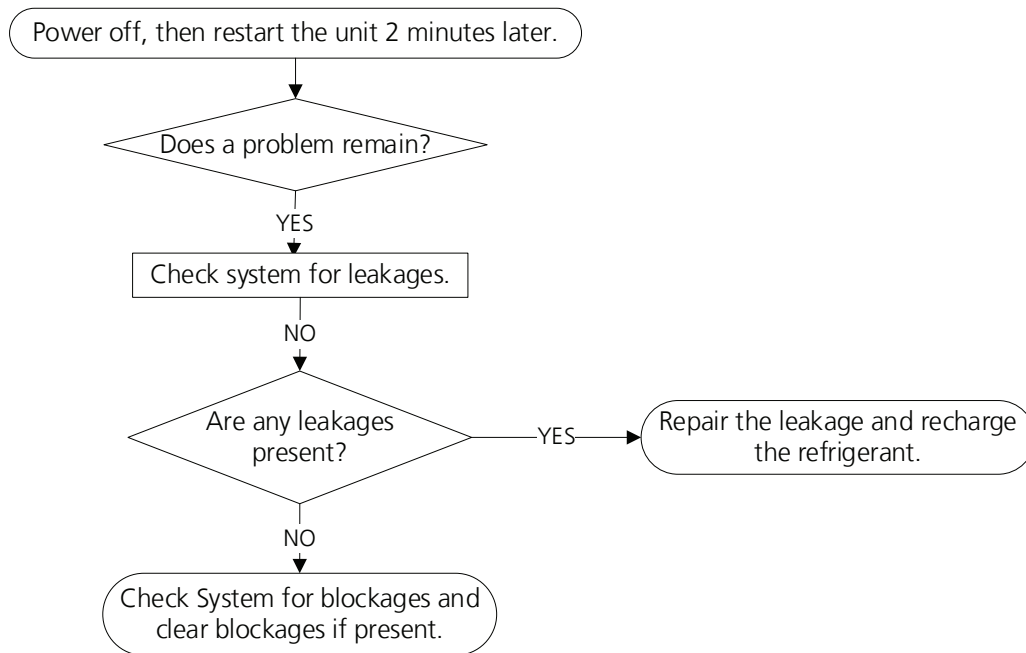 Power off, then restart the unit 2 minutes later.
Does a problem remain?
YES
Check system for leakages.
NO
Are any leakages
present?
YES
Repair the leakage and recharge
the refrigerant.
NO
Check System for blockages and
clear blockages if present.